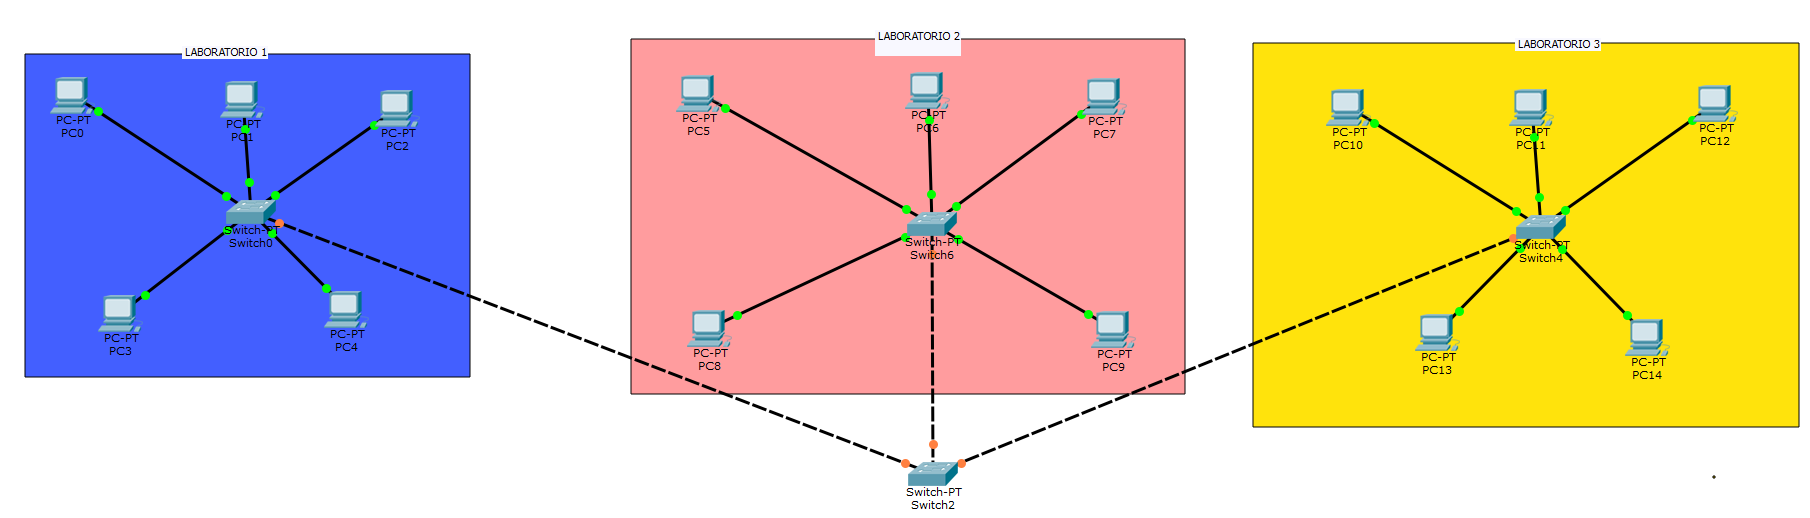 LABORATORIO 1
PC-PT
PC0
PC-PT
PC1
PC-PT
PC2
Switch-PT
Switch0
PC-PT
PC3
PC-PT
PC4
LABORATORIO 2
PC-PT
PC5
PC-PT
PC6
PC-PT
PC7
Switch-PT
Switch6
PC-PT
PC8
PC-PT
PC9
LABORATORIO 3
PC-PT
PC10
PC-PT
PC11
PC-PT
PC12
Switch-PT
Switch4
PC-PT
PC13
PC-PT
PC14
Switch-PT
Switch2